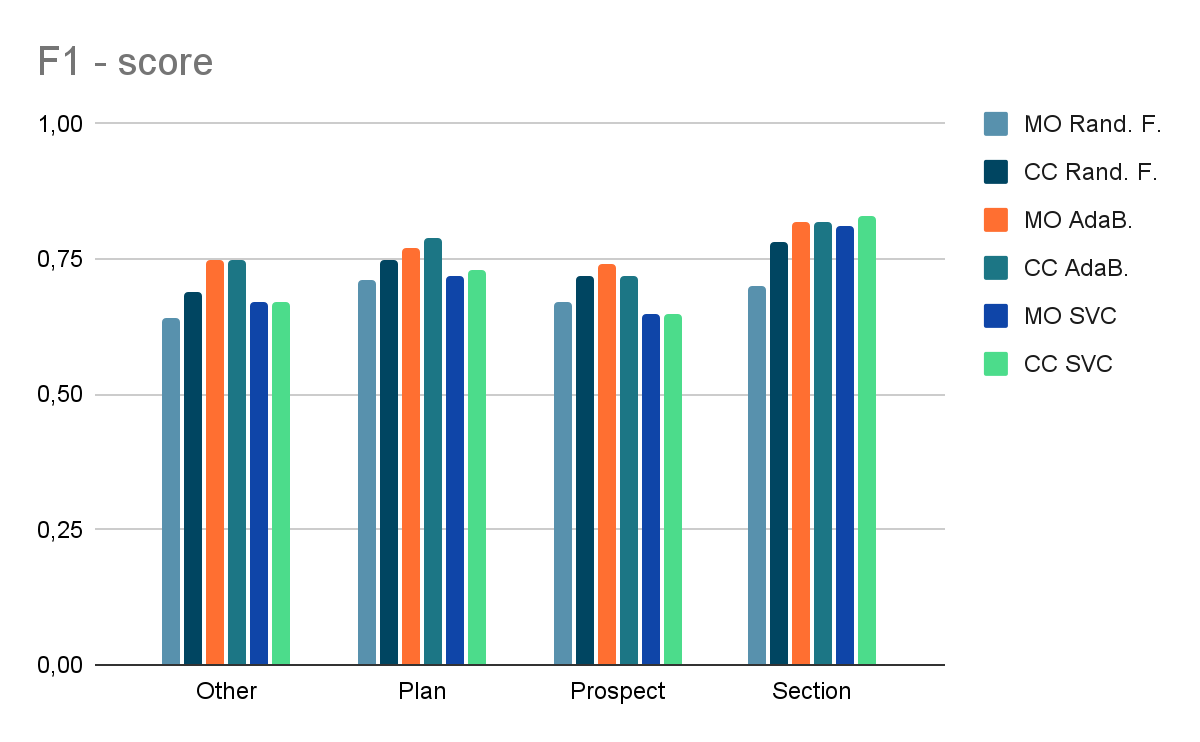 F1 - score
1,00
0,75
0,50
0,25
0,00
Other
Plan
Prospect
Section
MO Rand. F.
CC Rand. F.
MO AdaB.
CC AdaB.
MO SVC
CC SVC